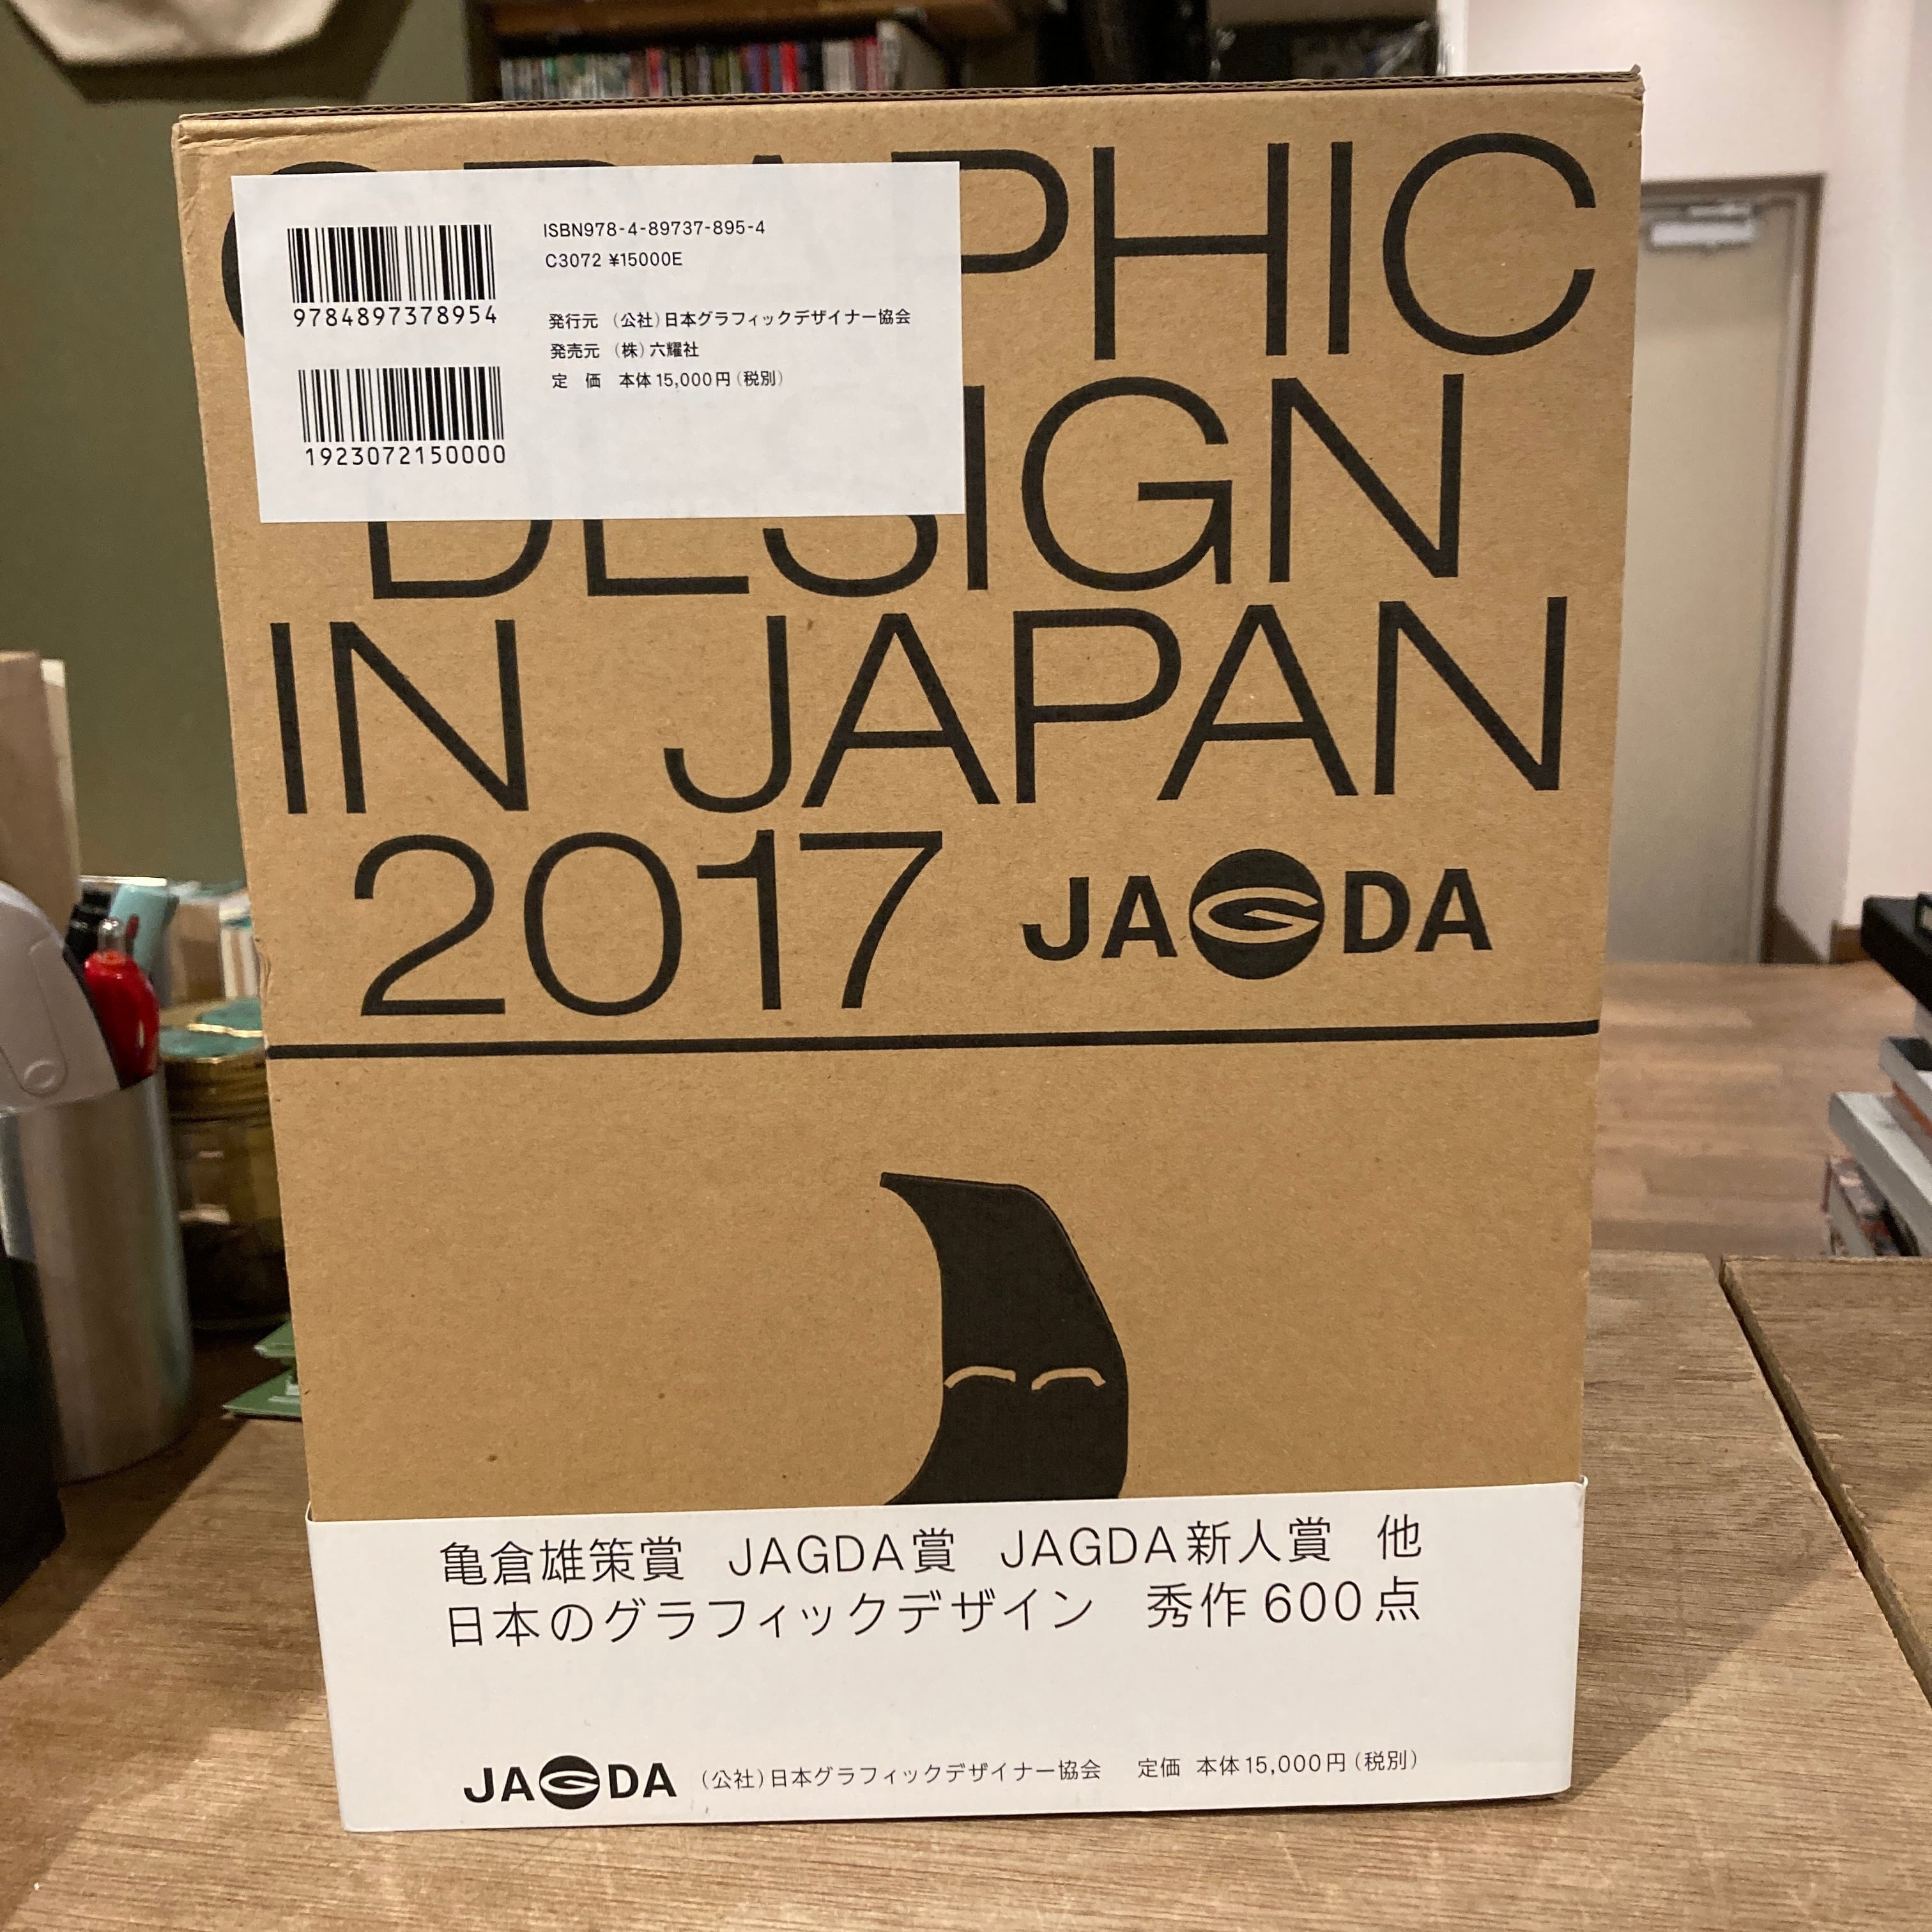 GRAPHIC
DESIGN
IN JAPAN
2017 JAGDA
ISBN978-4-89737-895-4
C3072 ¥15000E
9784897378954
発行元 (公社)日本グラフィックデザイナー協会
発売元 (株)六耀社
定 価 本体15,000円(税別)
1923072150000
亀倉雄策賞 JAGDA賞 JAGDA新人賞 他
日本のグラフィックデザイン 秀作600点
JAGDA (公社)日本グラフィックデザイナー協会 定価 本体15,000円(税別)